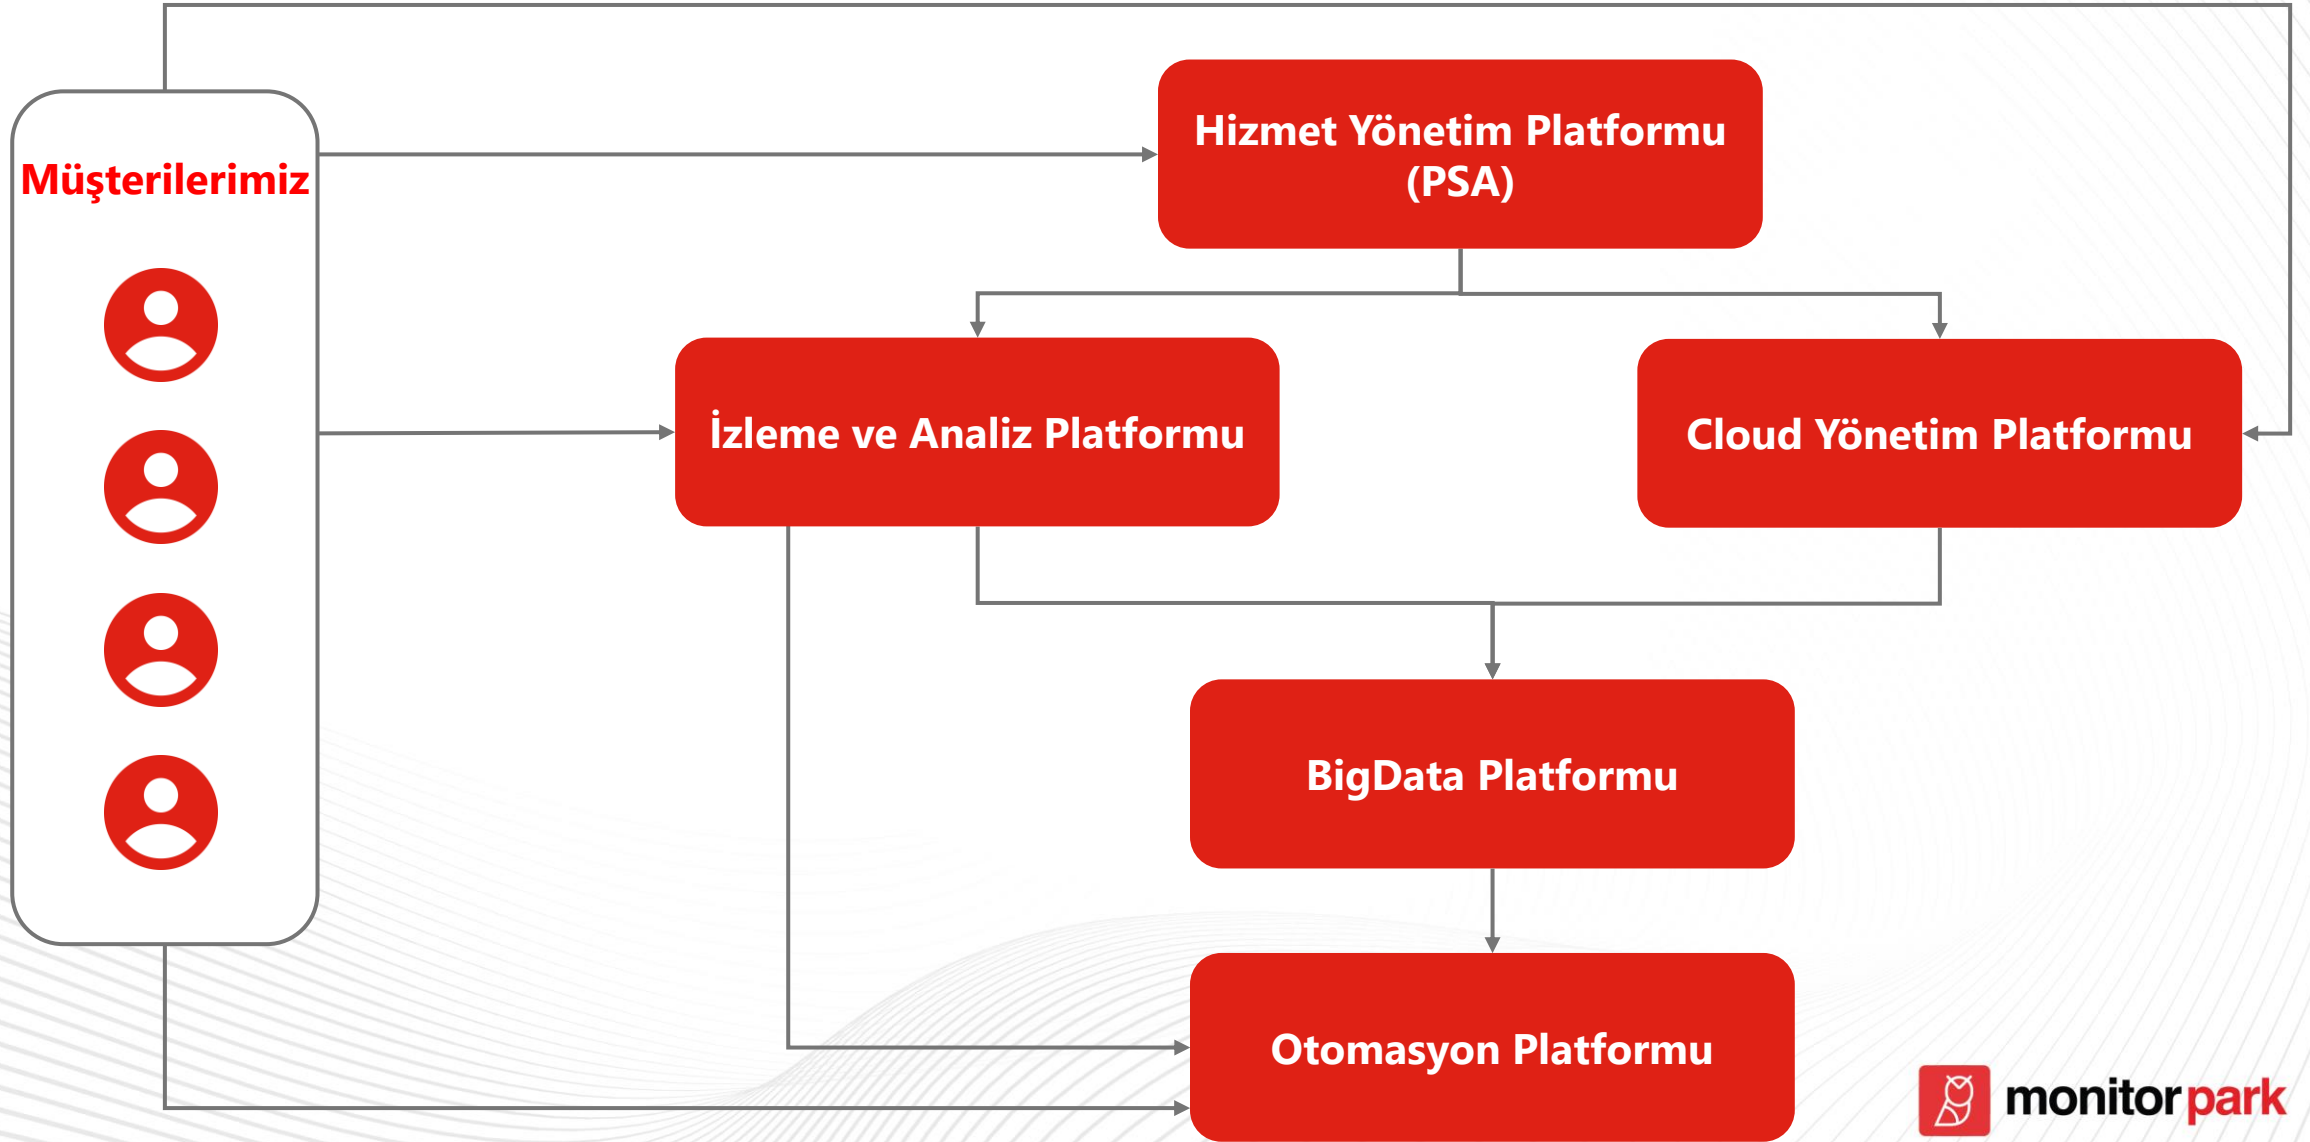 Müşterilerimiz
Hizmet Yönetim Platformu
(PSA)
İzleme ve Analiz Platformu
Cloud Yönetim Platformu
BigData Platformu
Otomasyon Platformu
monitorpark